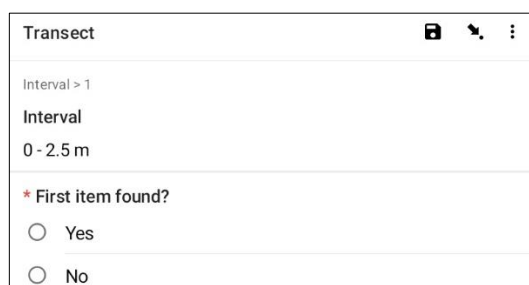 Transect
Interval > 1
Interval
0 - 2.5 m
* First item found?
Yes
No